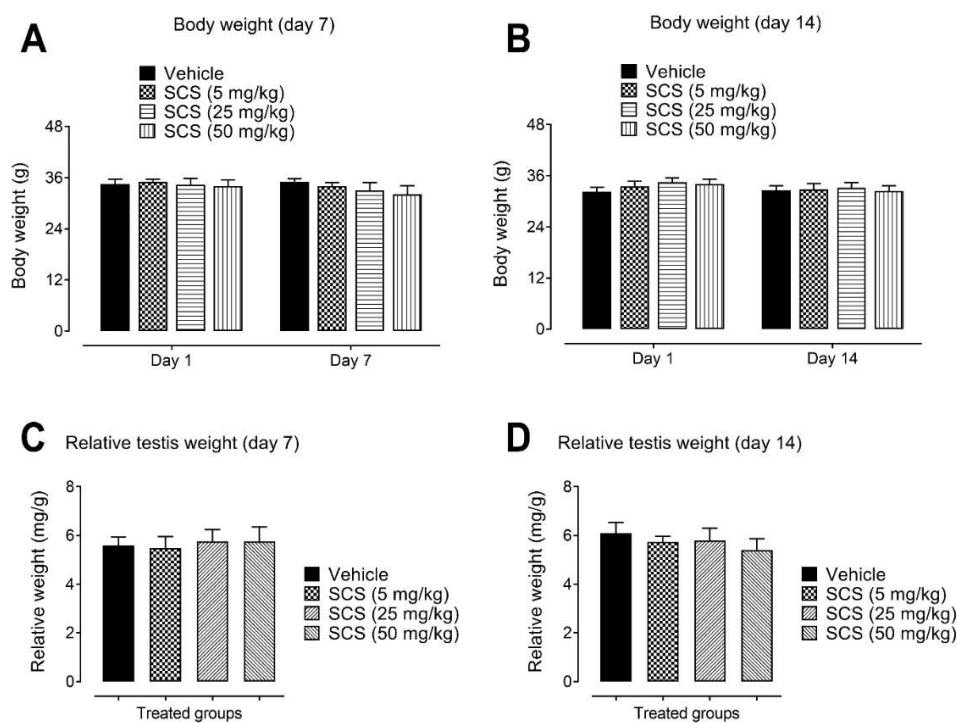 A
Body weight (day 7)
Vehicle
SCS (5 mg/kg)
SCS (25 mg/kg)
SCS (50 mg/kg)
Body weight (g)
48
36
24
12
0
Day 1
Day 7
B
Body weight (day 14)
Vehicle
SCS (5 mg/kg)
SCS (25 mg/kg)
SCS (50 mg/kg)
Body weight (g)
48
36
24
12
0
Day 1
Day 14
C
Relative testis weight (day 7)
Relative weight (mg/g)
8
6
4
2
0
Treated groups
Vehicle
SCS (5 mg/kg)
SCS (25 mg/kg)
SCS (50 mg/kg)
D
Relative testis weight (day 14)
Relative weight (mg/g)
8
6
4
2
0
Treated groups
Vehicle
SCS (5 mg/kg)
SCS (25 mg/kg)
SCS (50 mg/kg)